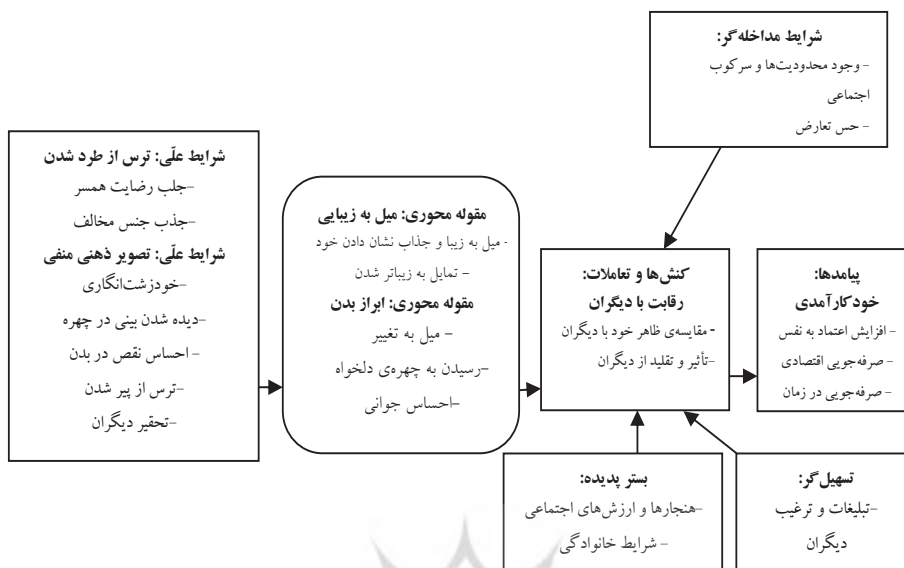 شرایط مداخله‌گر:
- وجود محدودیت‌ها و سرکوب
اجتماعی
- حس تعارض
شرایط علّی: ترس از طرد شدن
-جلب رضایت همسر
-جذب جنس مخالف
شرایط علّی: تصویر ذهنی منفی
-خودزشت‌انگاری
-دیده شدن بینی در چهره
- احساس نقص در بدن
-ترس از پیر شدن
-تحقیر دیگران
مقوله محوری: میل به زیبایی
- میل به زیبا و جذاب نشان دادن خود
- تمایل به زیباتر شدن
مقوله محوری: ابراز بدن
- میل به تغییر
-رسیدن به چهره‌ی دلخواه
-احساس جوانی
کنش‌ها و تعاملات:
رقابت با دیگران
- مقایسه‌ی ظاهر خود با دیگران
-تأثیر و تقلید از دیگران
پیامدها:
خودکارآمدی
- افزایش اعتماد به نفس
- صرفه‌جویی اقتصادی
- صرفه‌جویی در زمان
بستر پدیده:
-هنجارها و ارزش‌های اجتماعی
- شرایط خانوادگی
تسهیل‌گر:
-تبلیغات و ترغیب
دیگران